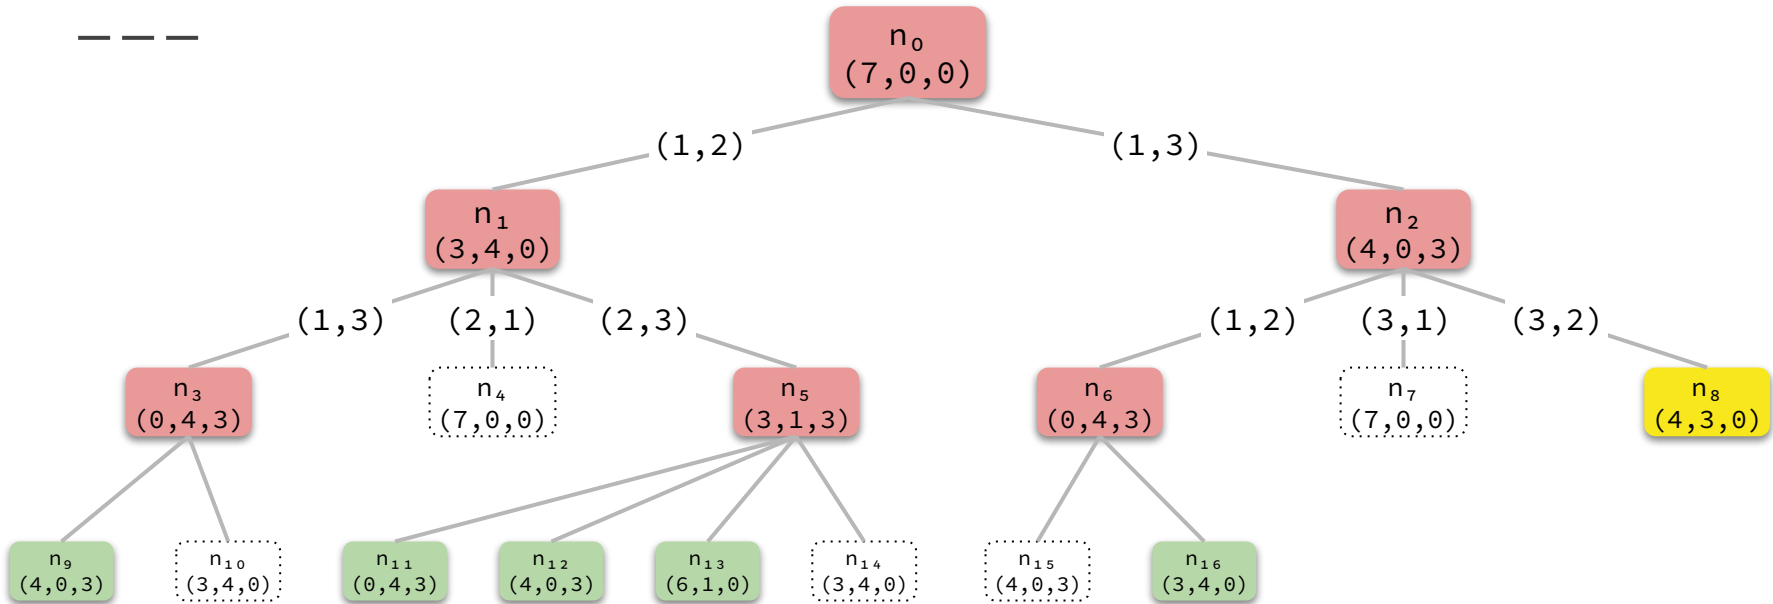 n₀
(7,0,0)
(1,2)
(1,3)
n₁
(3,4,0)
n₂
(4,0,3)
(1,3)
(2,1)
(2,3)
(1,2)
(3,1)
(3,2)
n₃
(0,4,3)
n₄
(7,0,0)
n₅
(3,1,3)
n₆
(0,4,3)
n₇
(7,0,0)
n₈
(4,3,0)
n₉
(4,0,3)
n₁₀
(3,4,0)
n₁₁
(0,4,3)
n₁₂
(4,0,3)
n₁₃
(6,1,0)
n₁₄
(3,4,0)
n₁₅
(4,0,3)
n₁₆
(3,4,0)